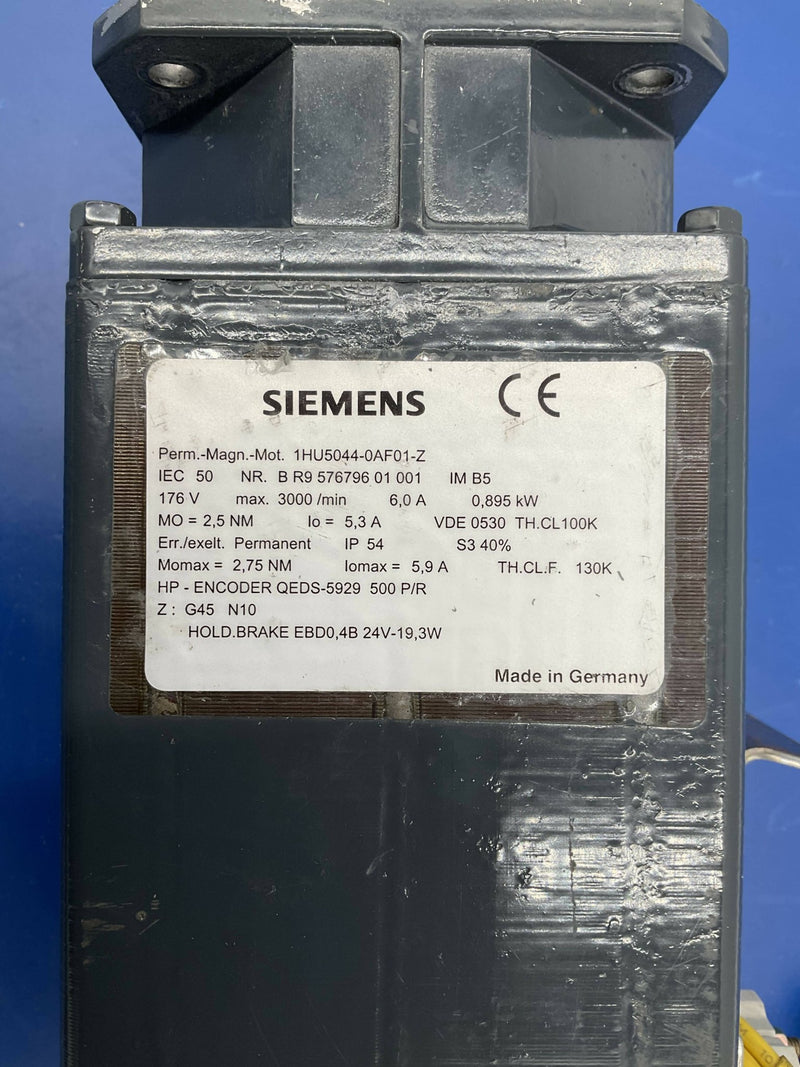 SIEMENS CE
Perm.-Magn.-Mot. 1HU5044-0AF01-Z
IEC 50 NR. B R9 576796 01 001 IM B5
176 V max. 3000 /min 6,0 A 0,895 kW
MO = 2,5 NM Io = 5,3 A VDE 0530 TH.CL100K
Err./exelt. Permanent IP 54 S3 40%
Momax = 2,75 NM Iomax = 5,9 A TH.CL.F. 130K
HP - ENCODER QEDS-5929 500 P/R
Z : G45 N10
HOLD.BRAKE EBD0,4B 24V-19,3W
Made in Germany